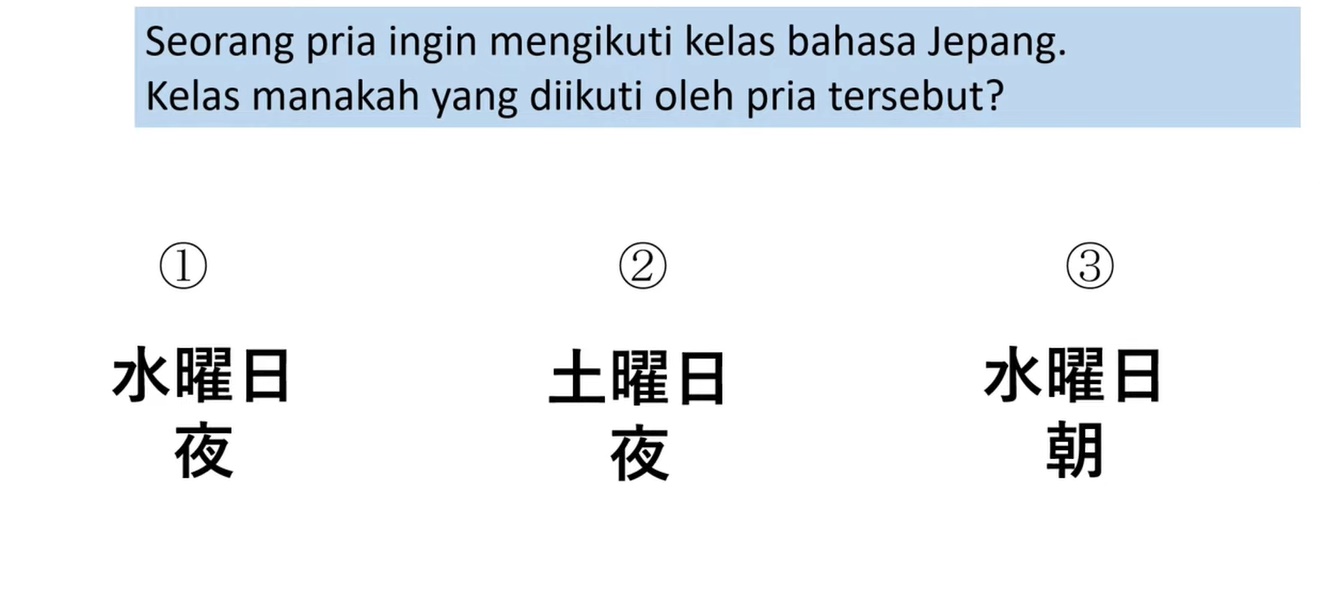 Seorang pria ingin mengikuti kelas bahasa Jepang.
Kelas manakah yang diikuti oleh pria tersebut?
①
水曜日
夜
②
土曜日
夜
③
水曜日
朝